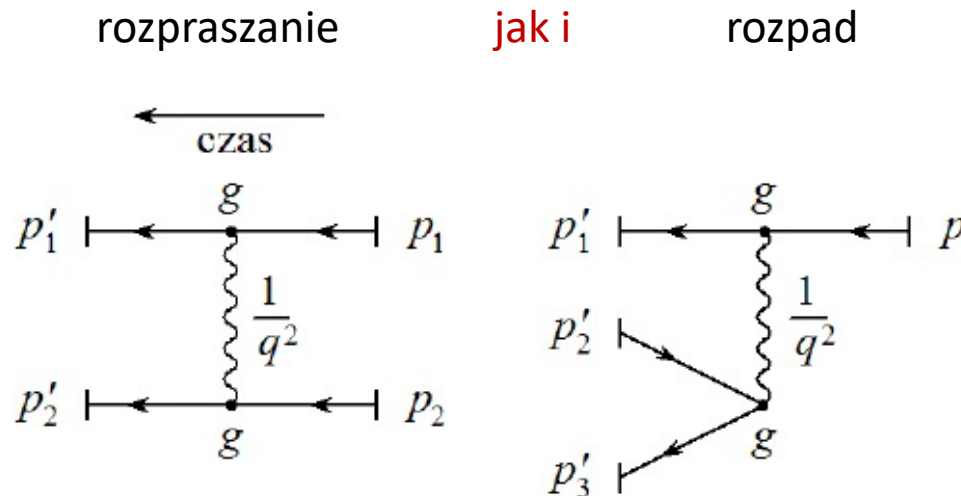 rozpraszanie jak i rozpad
czas
g g
p′₁ p₁ p′₁ p
1/q² p′₂ 1/q²
p′₂ p₂
g g
p′₃